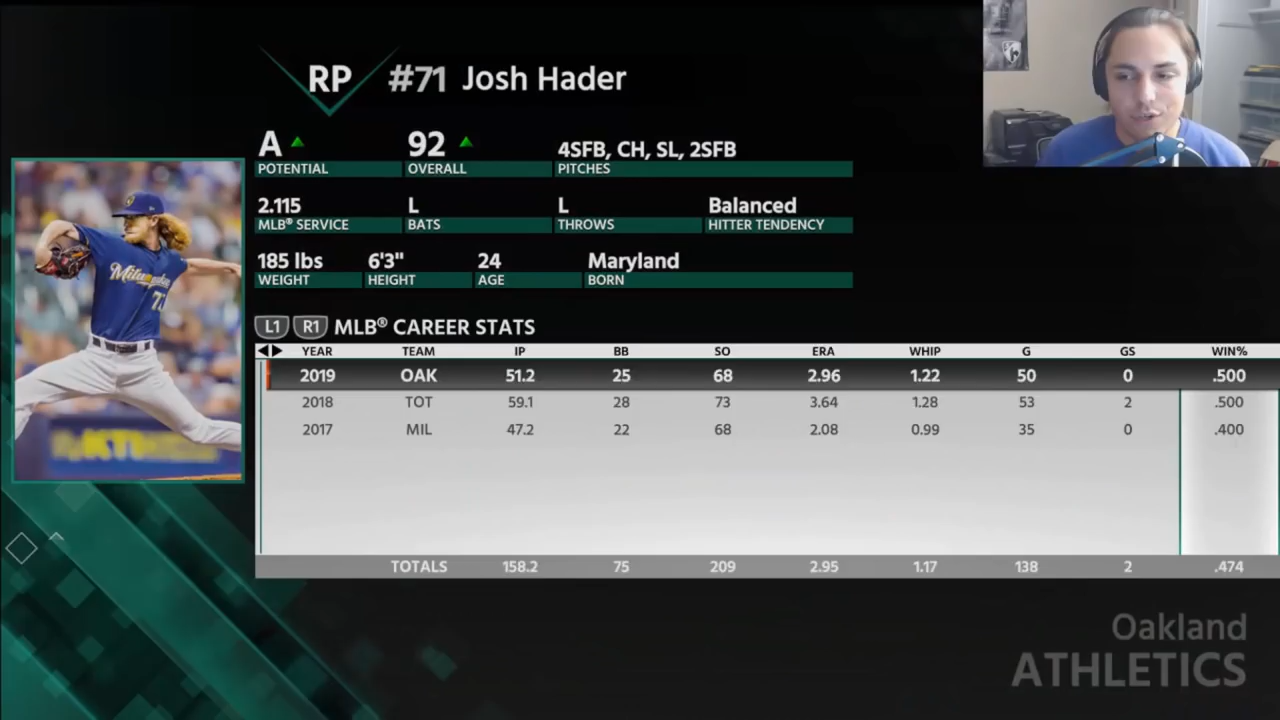 RP #71 Josh Hader
A 92 4SFB, CH, SL, 2SFB
POTENTIAL OVERALL PITCHES
2.115 L L Balanced
MLB® SERVICE BATS THROWS HITTER TENDENCY
185 lbs 6'3" 24 Maryland
WEIGHT HEIGHT AGE BORN
L1 R1 MLB® CAREER STATS
YEAR TEAM IP BB SO ERA WHIP G GS WIN%
2019 OAK 51.2 25 68 2.96 1.22 50 0 .500
2018 TOT 59.1 28 73 3.64 1.28 53 2 .500
2017 MIL 47.2 22 68 2.08 0.99 35 0 .400
TOTALS 158.2 75 209 2.95 1.17 138 2 .474
Oakland
ATHLETICS